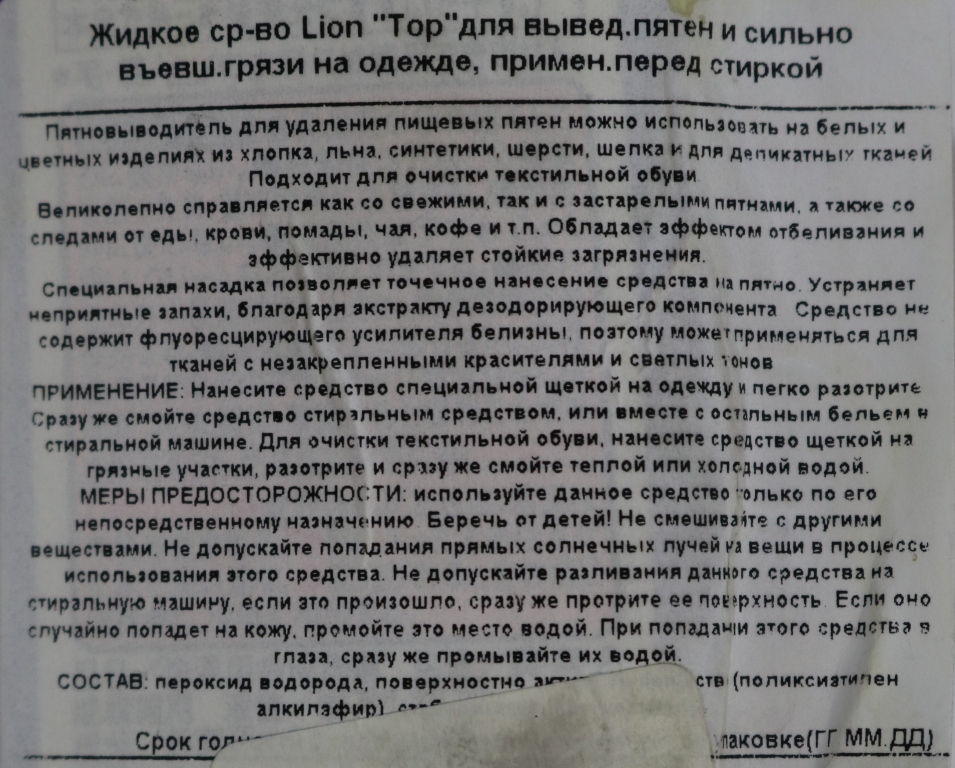 Жидкое ср-во Lion "Top"для вывед.пятен и сильно
въевш.грязи на одежде, примен.перед стиркой
Пятновыводитель для удаления пищевых пятен можно использовать на белых и
цветных изделиях из хлопка, льна, синтетики, шерсти, шелка и для деликатных тканей
Подходит для очистки текстильной обуви
Великолепно справляется как со свежими, так и с застарелыми пятнами, а также со
следами от еды, крови, помады, чая, кофе и т.п. Обладает эффектом отбеливания и
эффективно удаляет стойкие загрязнения.
Специальная насадка позволяет точечное нанесение средства на пятно. Устраняет
неприятные запахи, благодаря экстракту дезодорирующего компонента Средство не
содержит флуоресцирующего усилителя белизны, поэтому может применяться для
тканей с незакрепленными красителями и светлых тонов
ПРИМЕНЕНИЕ: Нанесите средство специальной щеткой на одежду и легко разотрите
Сразу же смойте средство стиральным средством, или вместе с остальным бельем в
стиральной машине. Для очистки текстильной обуви, нанесите средство щеткой на
грязные участки, разотрите и сразу же смойте теплой или холодной водой.
МЕРЫ ПРЕДОСТОРОЖНОСТИ: используйте данное средство только по его
непосредственному назначению. Беречь от детей! Не смешивайте с другими
веществами. Не допускайте попадания прямых солнечных лучей на вещи в процессе
использования этого средства. Не допускайте разливания данного средства на
стиральную машину, если это произошло, сразу же протрите ее поверхность. Если оно
случайно попадет на кожу, промойте это место водой. При попадании этого средства в
глаза, сразу же промывайте их водой.
СОСТАВ: пероксид водорода, поверхностно (поликсиэтилен
алкилэфир)
Срок (ГГ.ММ.ДД)